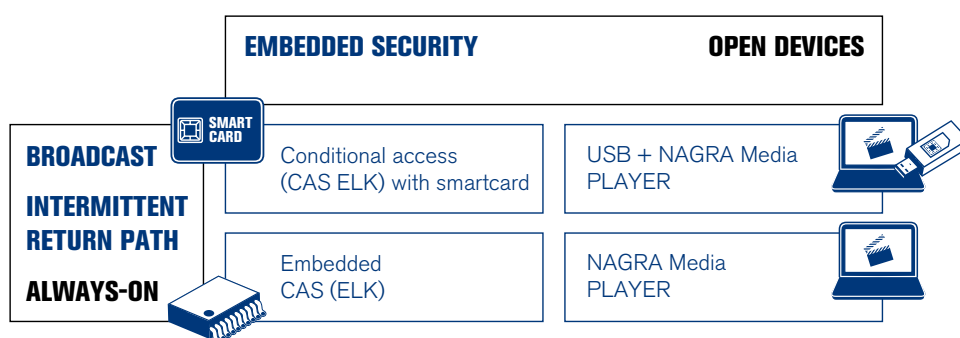 EMBEDDED SECURITY
OPEN DEVICES
SMART
CARD
BROADCAST
INTERMITTENT
RETURN PATH
ALWAYS-ON
Conditional access
(CAS ELK) with smartcard
USB + NAGRA Media
PLAYER
Embedded
CAS (ELK)
NAGRA Media
PLAYER